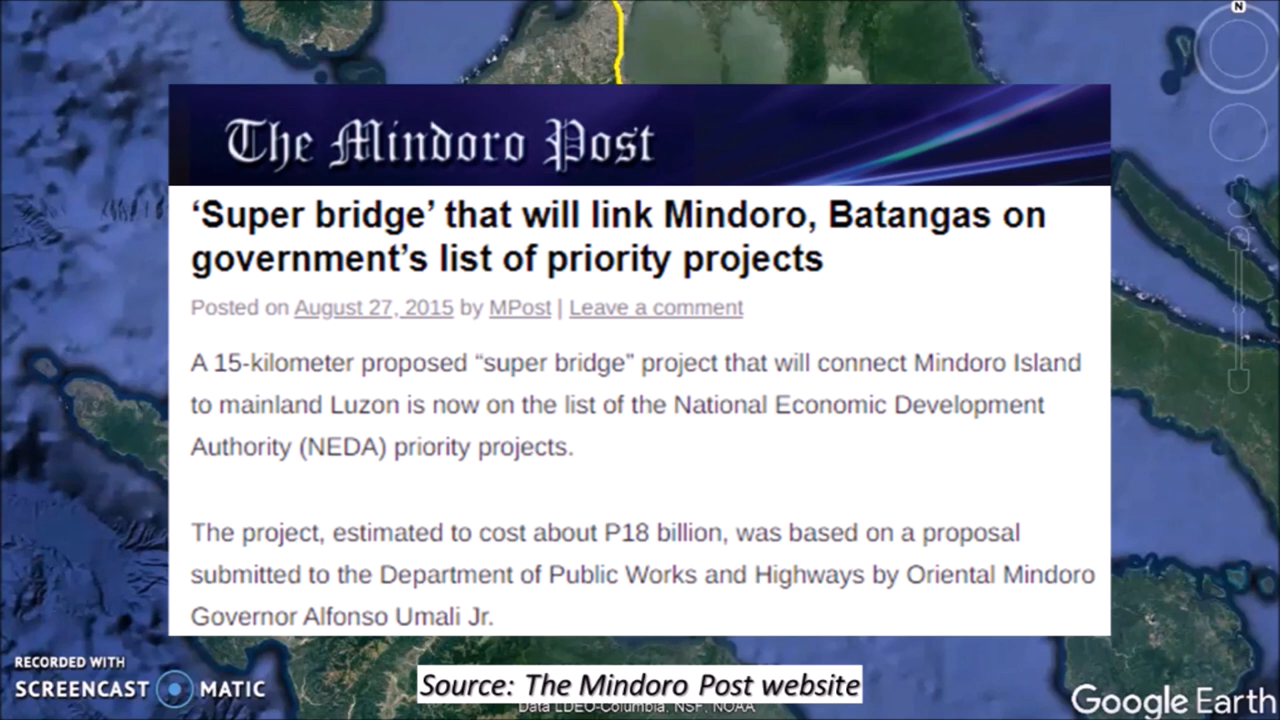 N
The Mindoro Post
‘Super bridge’ that will link Mindoro, Batangas on
government’s list of priority projects
Posted on August 27, 2015 by MPost | Leave a comment
A 15-kilometer proposed “super bridge” project that will connect Mindoro Island
to mainland Luzon is now on the list of the National Economic Development
Authority (NEDA) priority projects.
The project, estimated to cost about P18 billion, was based on a proposal
submitted to the Department of Public Works and Highways by Oriental Mindoro
Governor Alfonso Umali Jr.
RECORDED WITH
SCREENCAST MATIC
Source: The Mindoro Post website
Data LDEO-Columbia, NSF, NOAA
Google Earth